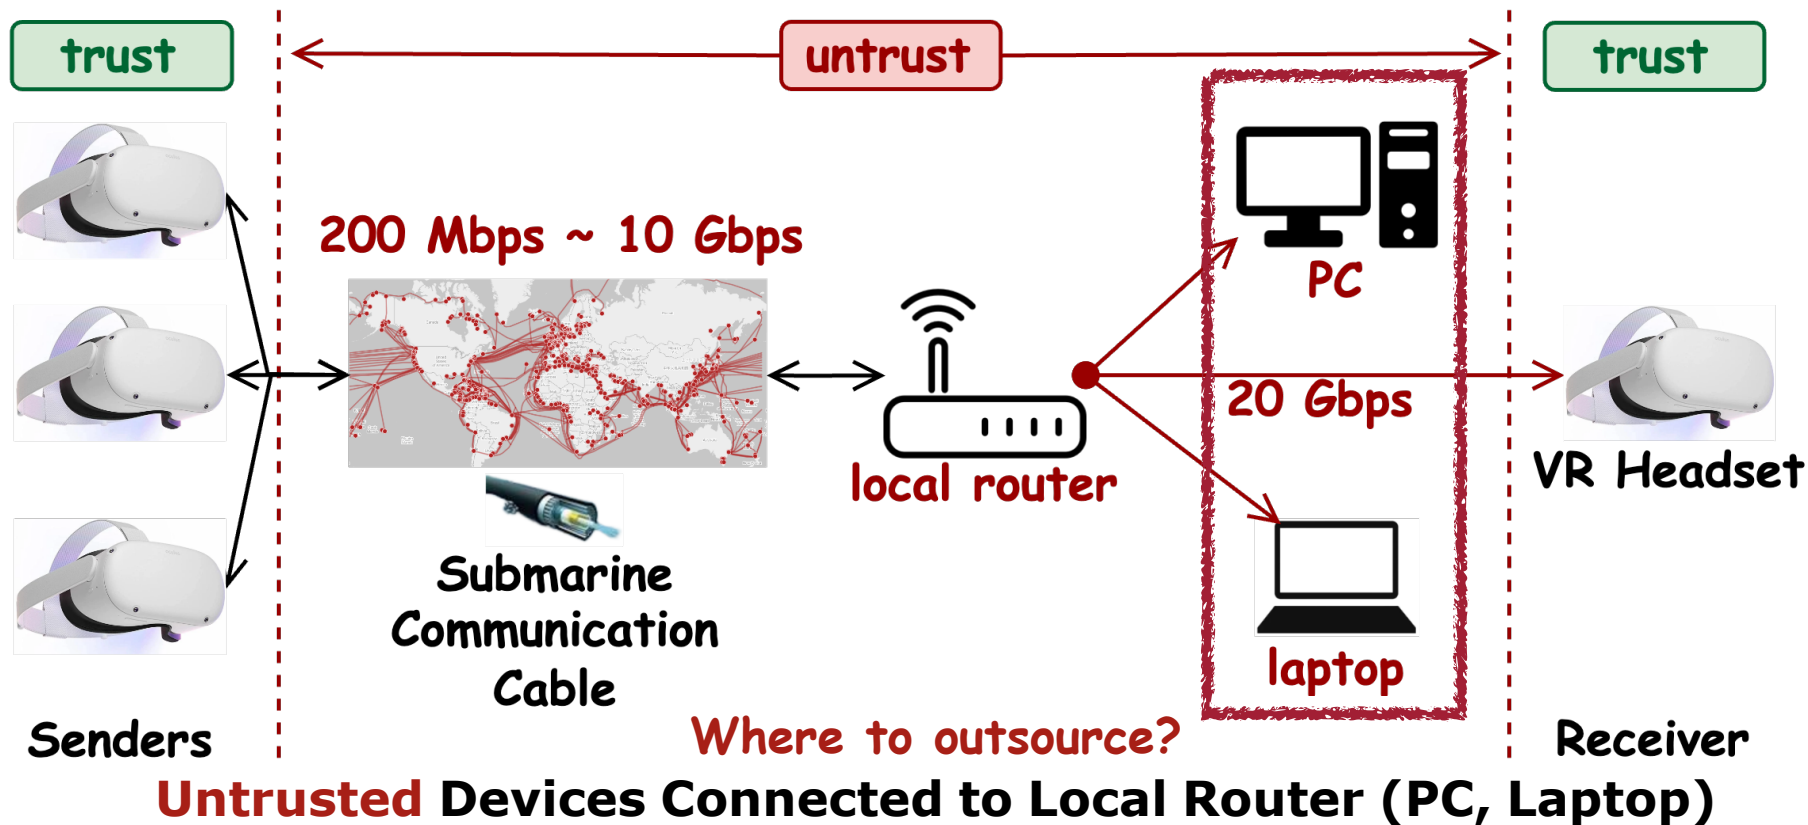 trust
untrust
trust
200 Mbps ~ 10 Gbps
PC
20 Gbps
local router
VR Headset
Submarine
Communication
Cable
laptop
Senders
Where to outsource?
Receiver
Untrusted Devices Connected to Local Router (PC, Laptop)